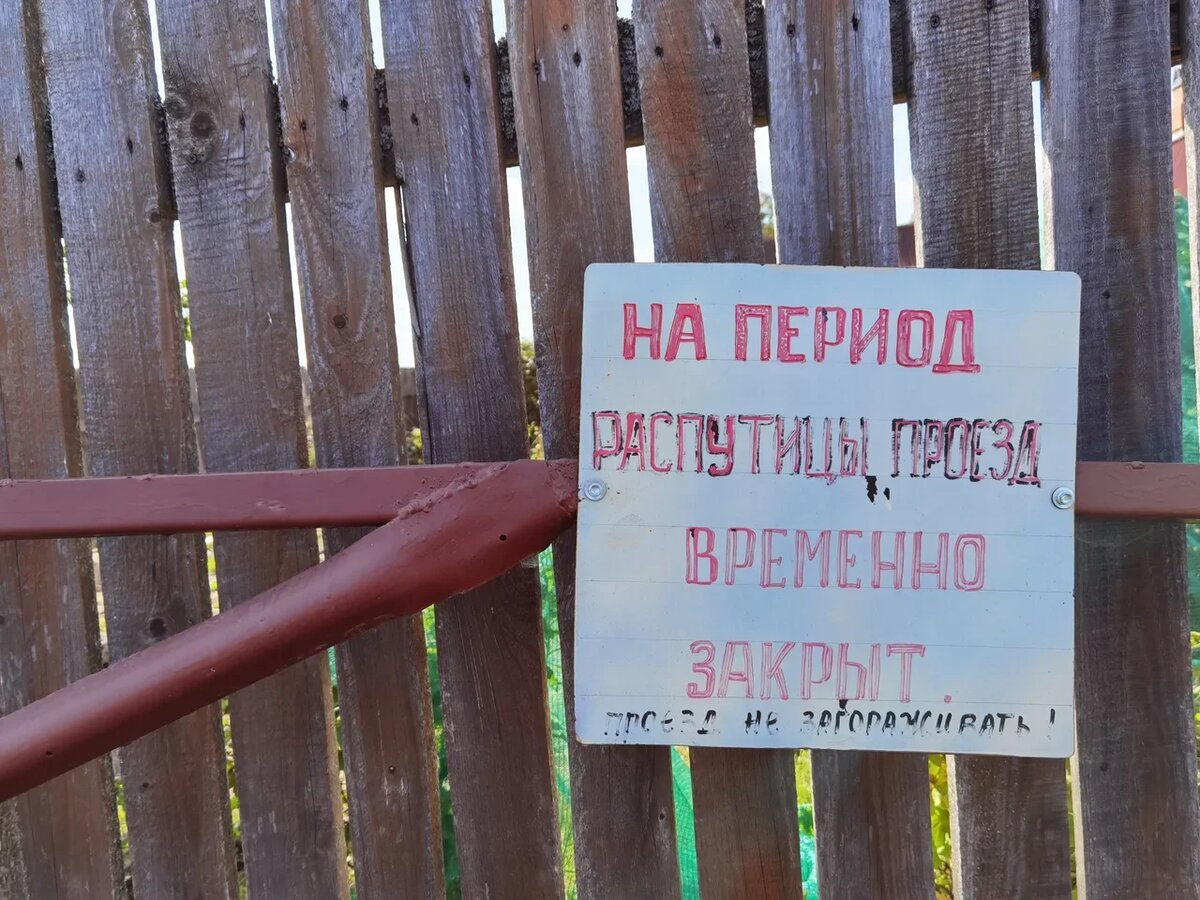 НА ПЕРИОД
РАСПУТИЦЫ ПРОЕЗД
ВРЕМЕННО
ЗАКРЫТ.
ПРОЕЗД НЕ ЗАГОРАЖИВАТЬ!